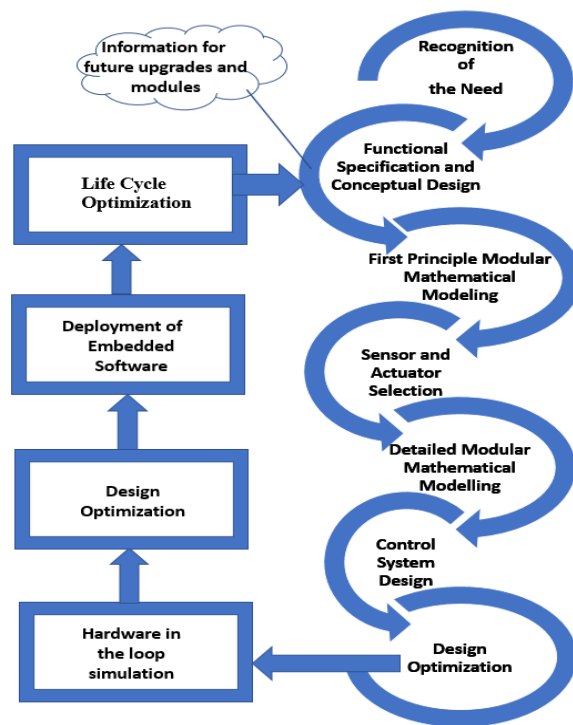 Information for
future upgrades and
modules
Recognition
of
the Need
Functional
Specification and
Conceptual Design
First Principle Modular
Mathematical
Modeling
Sensor and
Actuator
Selection
Detailed Modular
Mathematical
Modelling
Control
System
Design
Design
Optimization
Hardware in
the loop
simulation
Design
Optimization
Deployment of
Embedded
Software
Life Cycle
Optimization